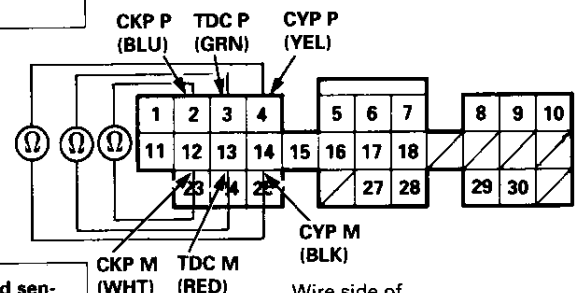 CKP P TDC P CYP P
(BLU) (GRN) (YEL)
1 2 3 4 5 6 7 8 9 10
Ω Ω Ω
11 12 13 14 15 16 17 18
23 27 28 29 30
CYP M
(BLK)
CKP M TDC M
d sen- (WHT) (RED) Wire side of